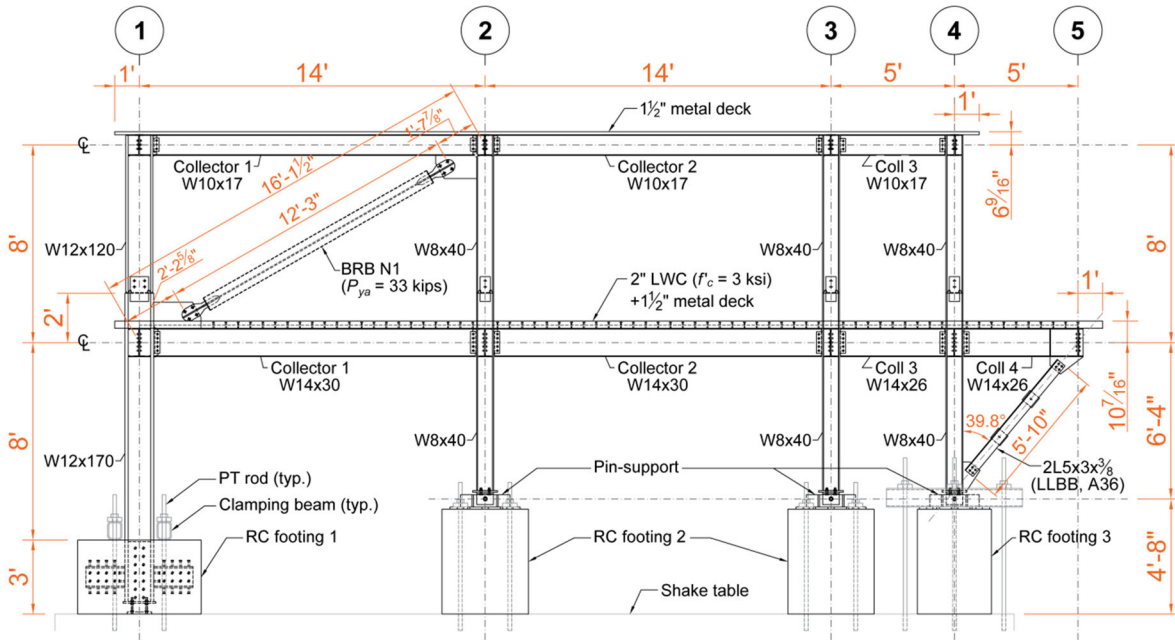 1
2
3
4
5
1'
14'
14'
5'
5'
1'
1½" metal deck
℄
Collector 1
W10x17
Collector 2
W10x17
Coll 3
W10x17
6 9/16"
1'-7⅞"
16'-1½"
12'-3"
2'-2⅝"
8'
W12x120
BRB N1
(Pya = 33 kips)
W8x40
W8x40
W8x40
2" LWC (f'c = 3 ksi)
+1½" metal deck
8'
1'
2'
℄
Collector 1
W14x30
Collector 2
W14x30
Coll 3
W14x26
Coll 4
W14x26
10 7/16"
8'
W12x170
W8x40
W8x40
W8x40
39.8°
5'-10"
6'-4"
PT rod (typ.)
Clamping beam (typ.)
RC footing 1
Pin-support
2L5x3x⅜
(LLBB, A36)
RC footing 2
RC footing 3
3'
Shake table
4'-8"